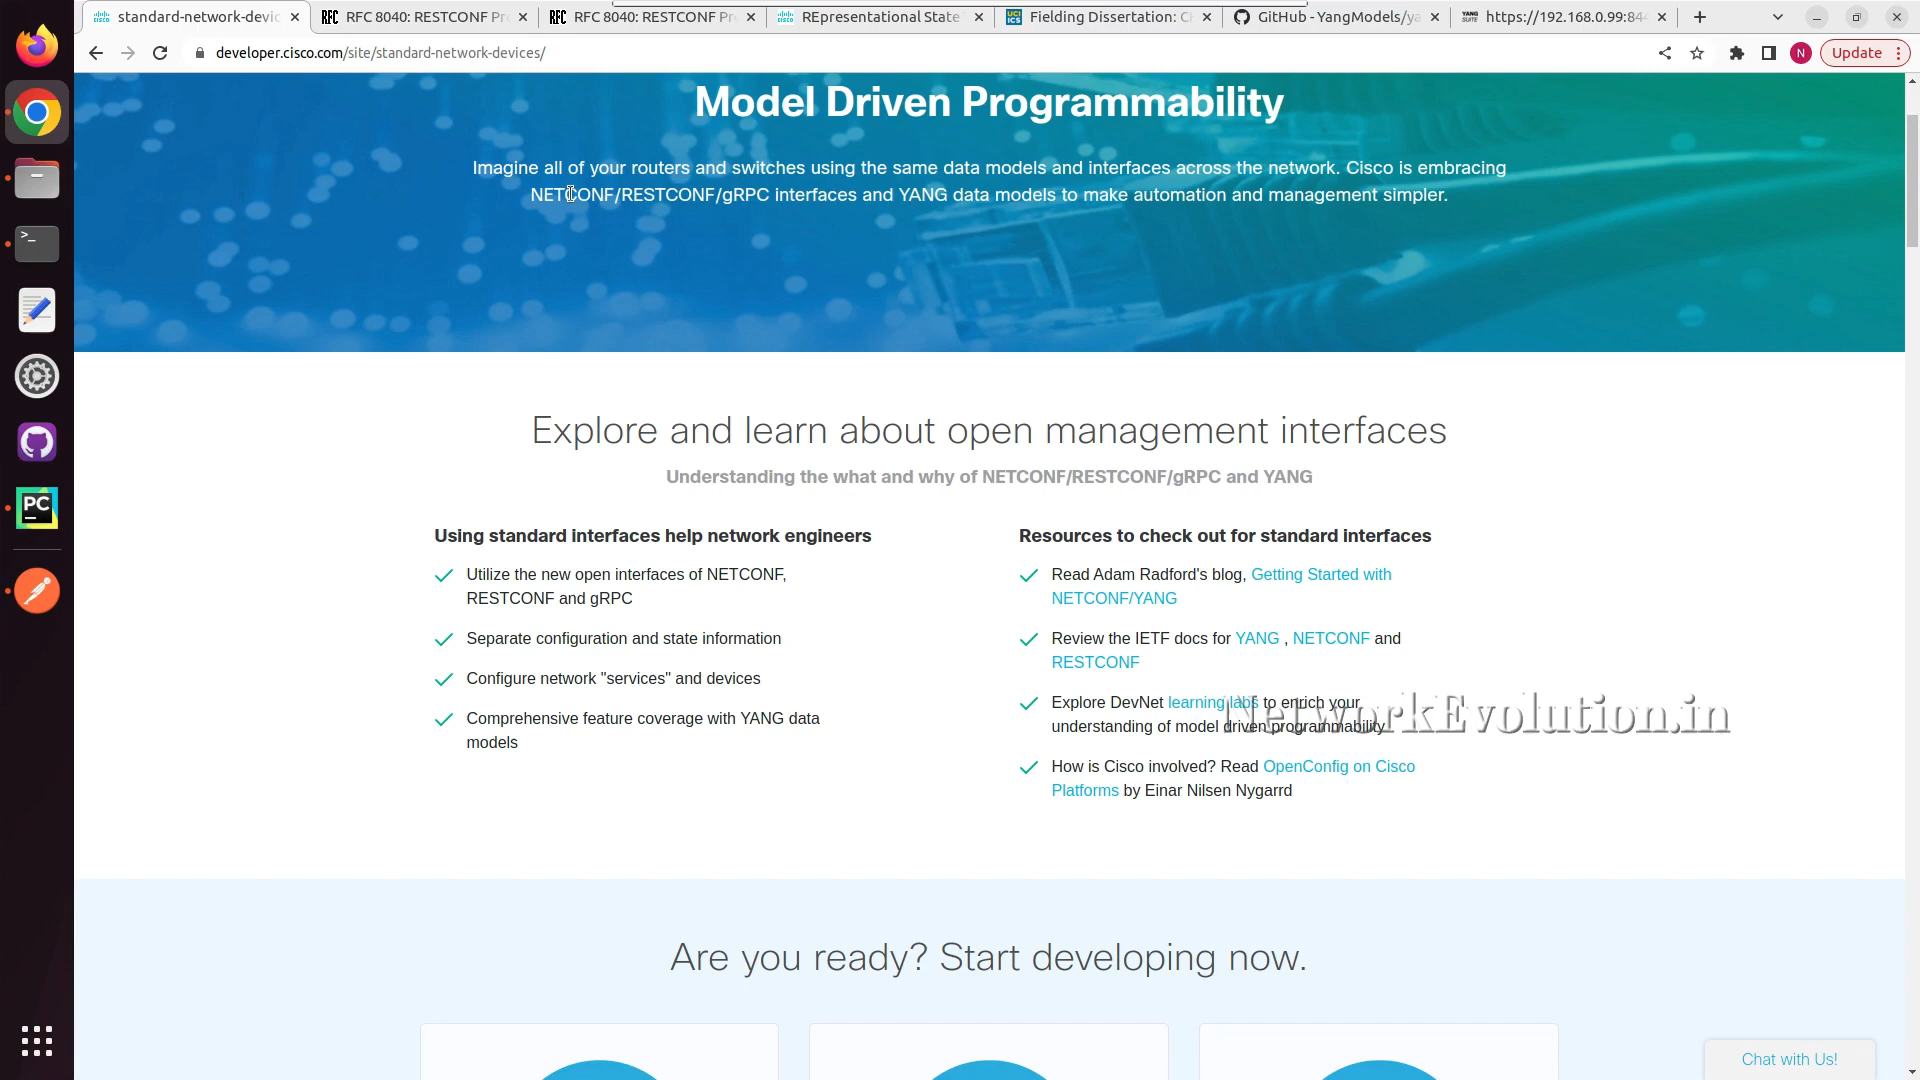 standard-network-devic
RFC 8040: RESTCONF Pr
RFC 8040: RESTCONF Pr
REpresentational State
Fielding Dissertation: C
GitHub - YangModels/ya
https://192.168.0.99:844
developer.cisco.com/site/standard-network-devices/
N
Update
Model Driven Programmability
Imagine all of your routers and switches using the same data models and interfaces across the network. Cisco is embracing
NETCONF/RESTCONF/gRPC interfaces and YANG data models to make automation and management simpler.
Explore and learn about open management interfaces
Understanding the what and why of NETCONF/RESTCONF/gRPC and YANG
Using standard interfaces help network engineers
Utilize the new open interfaces of NETCONF,
RESTCONF and gRPC
Separate configuration and state information
Configure network "services" and devices
Comprehensive feature coverage with YANG data
models
Resources to check out for standard interfaces
Read Adam Radford's blog, Getting Started with
NETCONF/YANG
Review the IETF docs for YANG , NETCONF and
RESTCONF
Explore DevNet learning labs to enrich your
understanding of model driven programmability
How is Cisco involved? Read OpenConfig on Cisco
Platforms by Einar Nilsen Nygarrd
NetworkEvolution.in
Are you ready? Start developing now.
Chat with Us!
PC